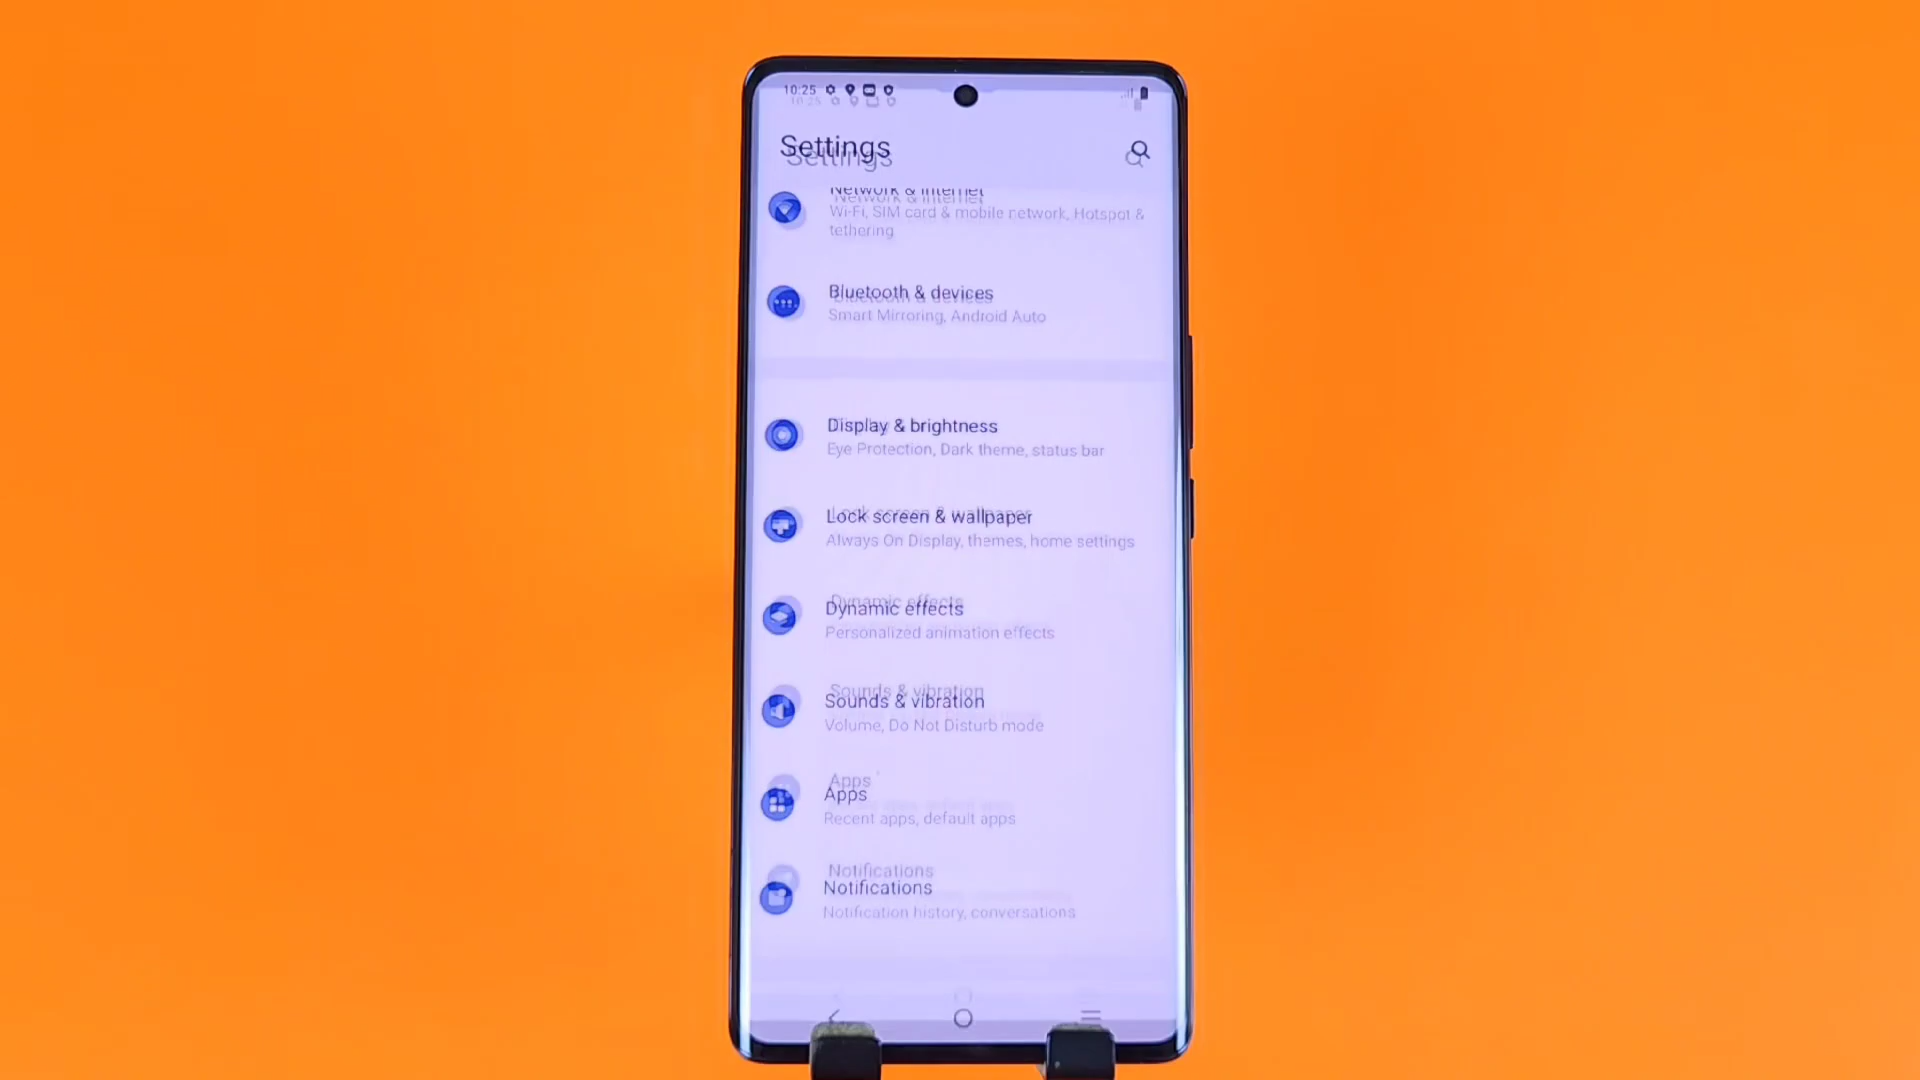 10:25
Settings
Network & internet
Wi-Fi, SIM card & mobile network, Hotspot &
tethering
Bluetooth & devices
Smart Mirroring, Android Auto
Display & brightness
Eye Protection, Dark theme, status bar
Lock screen & wallpaper
Always On Display, themes, home settings
Dynamic effects
Personalized animation effects
Sounds & vibration
Volume, Do Not Disturb mode
Apps
Recent apps, default apps
Notifications
Notification history, conversations